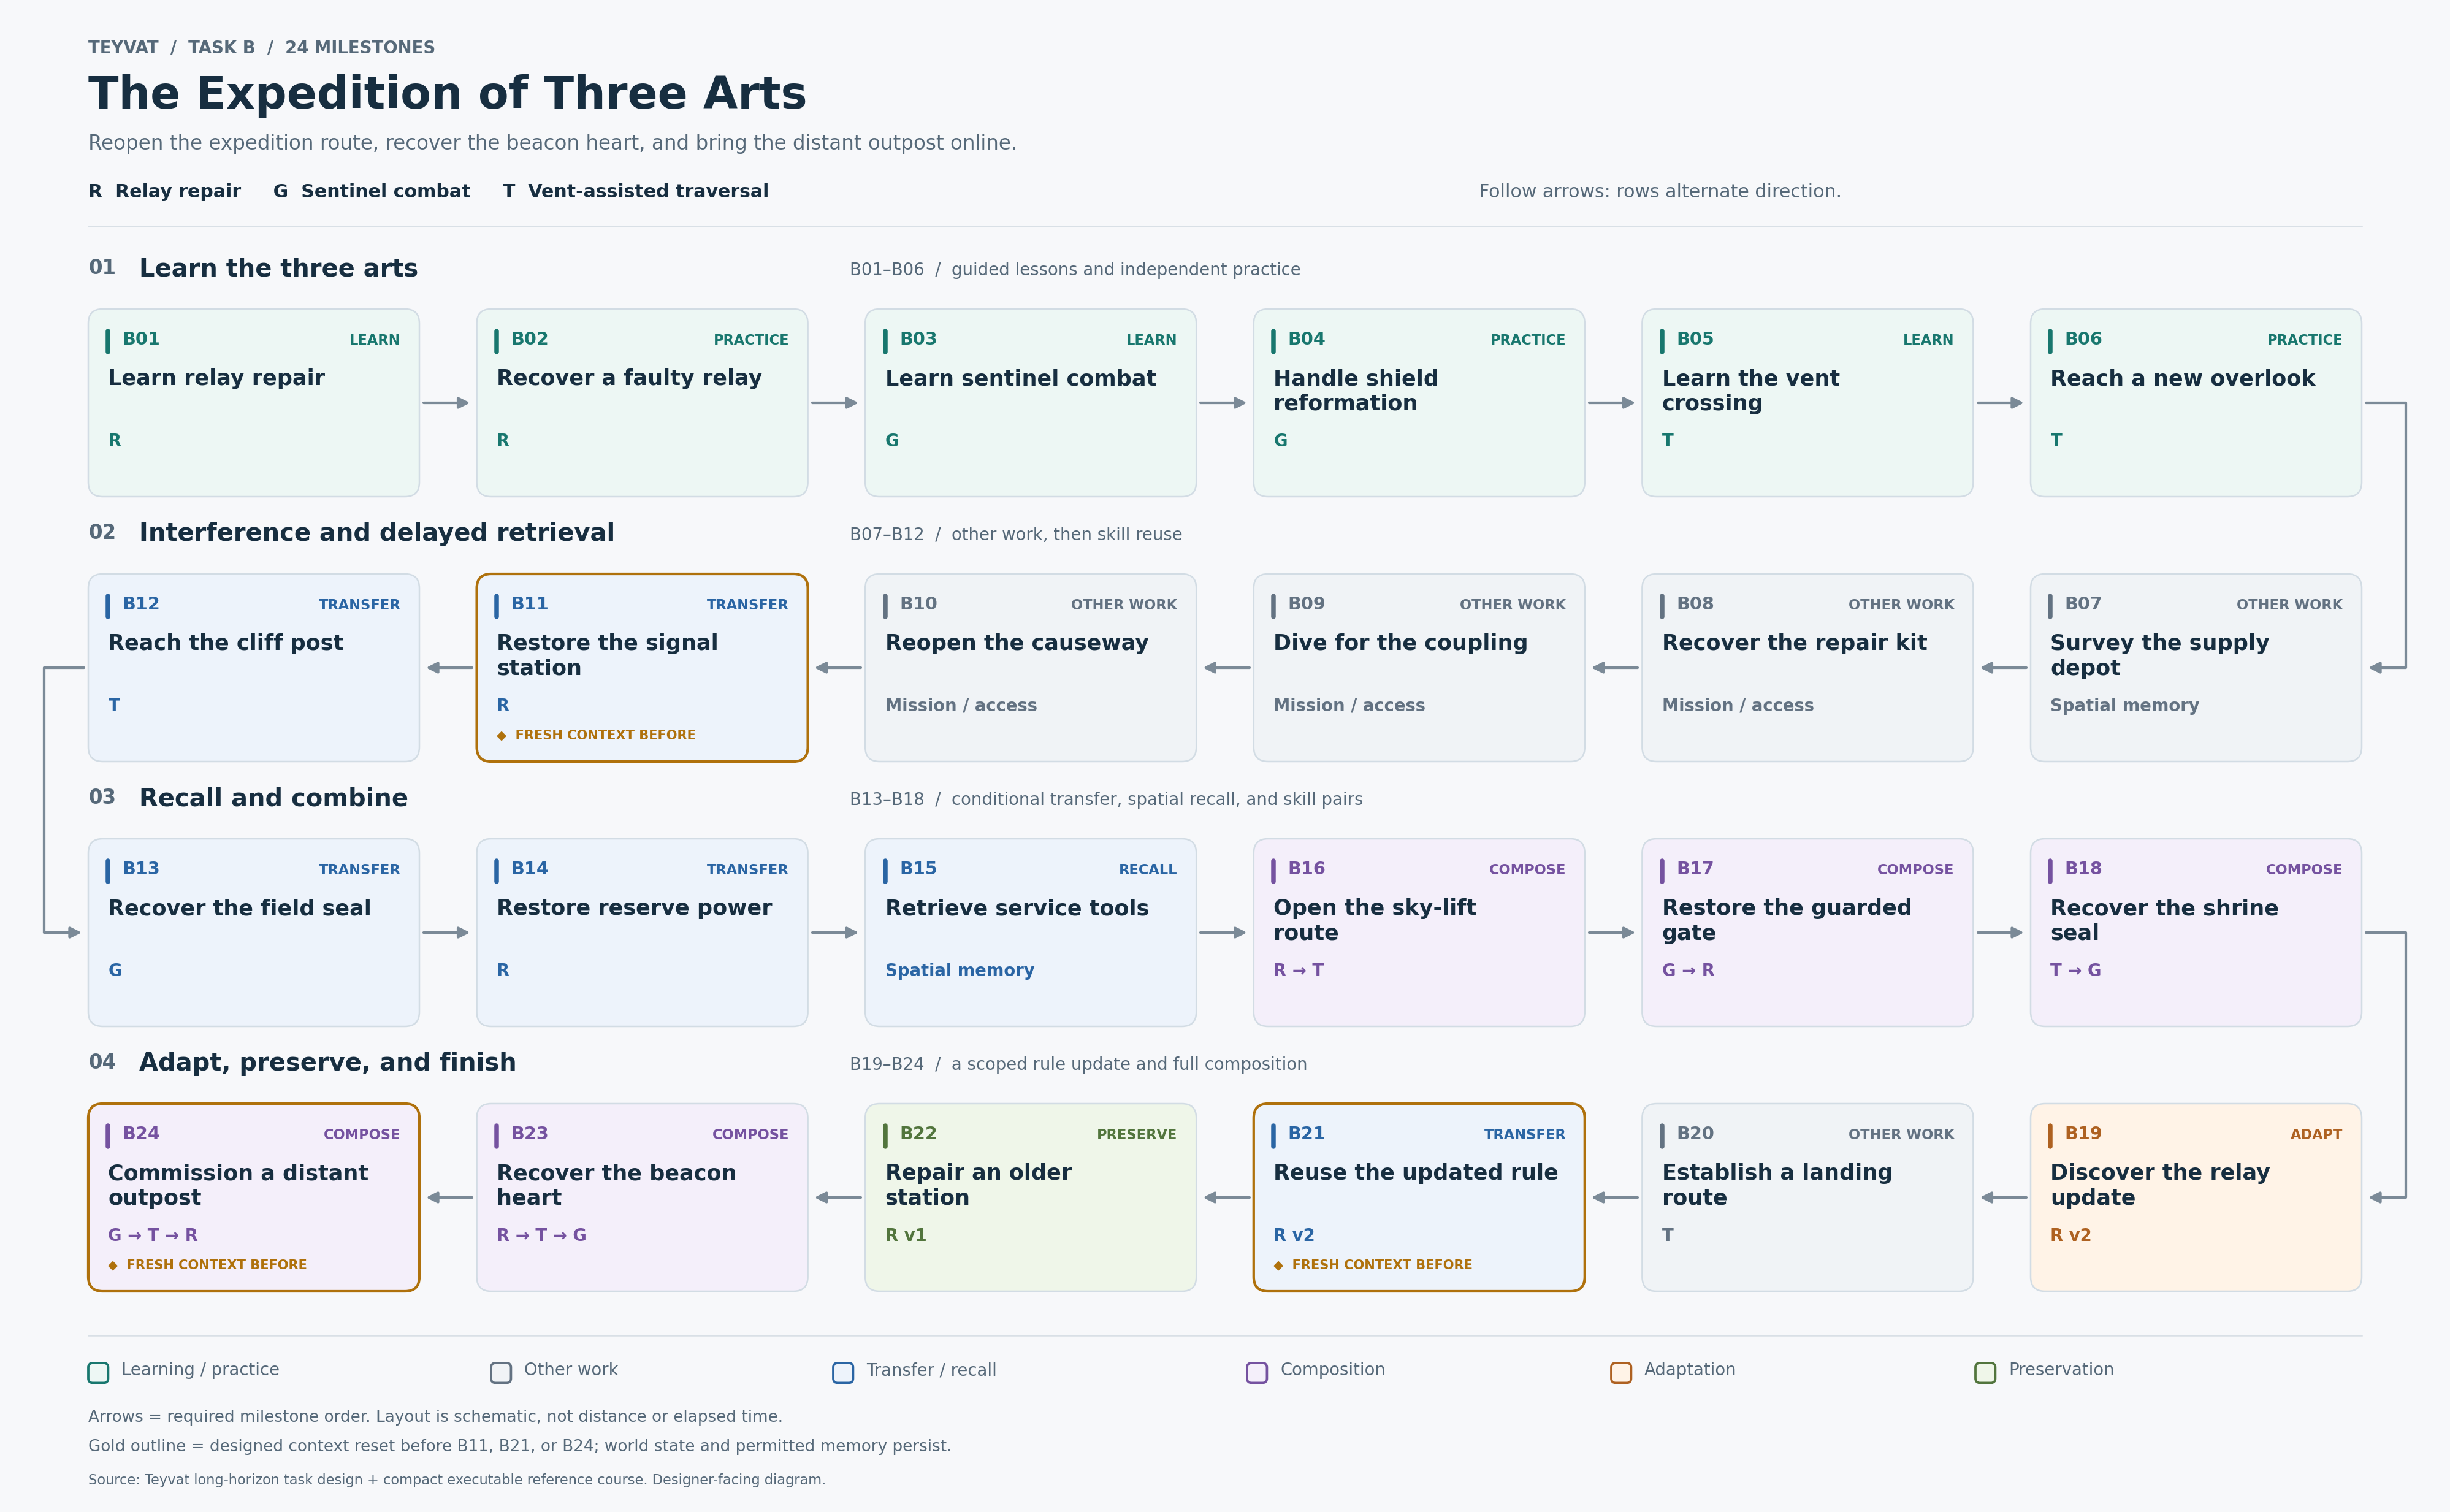 TEYVAT / TASK B / 24 MILESTONES
The Expedition of Three Arts
Reopen the expedition route, recover the beacon heart, and bring the distant outpost online.
R Relay repair G Sentinel combat T Vent-assisted traversal
Follow arrows: rows alternate direction.
01 Learn the three arts
B01–B06 / guided lessons and independent practice
B01 LEARN
Learn relay repair
R
B02 PRACTICE
Recover a faulty relay
R
B03 LEARN
Learn sentinel combat
G
B04 PRACTICE
Handle shield
reformation
G
B05 LEARN
Learn the vent
crossing
T
B06 PRACTICE
Reach a new overlook
T
02 Interference and delayed retrieval
B07–B12 / other work, then skill reuse
B12 TRANSFER
Reach the cliff post
T
B11 TRANSFER
Restore the signal
station
R
◆ FRESH CONTEXT BEFORE
B10 OTHER WORK
Reopen the causeway
Mission / access
B09 OTHER WORK
Dive for the coupling
Mission / access
B08 OTHER WORK
Recover the repair kit
Mission / access
B07 OTHER WORK
Survey the supply
depot
Spatial memory
03 Recall and combine
B13–B18 / conditional transfer, spatial recall, and skill pairs
B13 TRANSFER
Recover the field seal
G
B14 TRANSFER
Restore reserve power
R
B15 RECALL
Retrieve service tools
Spatial memory
B16 COMPOSE
Open the sky-lift
route
R → T
B17 COMPOSE
Restore the guarded
gate
G → R
B18 COMPOSE
Recover the shrine
seal
T → G
04 Adapt, preserve, and finish
B19–B24 / a scoped rule update and full composition
B24 COMPOSE
Commission a distant
outpost
G → T → R
◆ FRESH CONTEXT BEFORE
B23 COMPOSE
Recover the beacon
heart
R → T → G
B22 PRESERVE
Repair an older
station
R v1
B21 TRANSFER
Reuse the updated rule
R v2
◆ FRESH CONTEXT BEFORE
B20 OTHER WORK
Establish a landing
route
T
B19 ADAPT
Discover the relay
update
R v2
Learning / practice
Other work
Transfer / recall
Composition
Adaptation
Preservation
Arrows = required milestone order. Layout is schematic, not distance or elapsed time.
Gold outline = designed context reset before B11, B21, or B24; world state and permitted memory persist.
Source: Teyvat long-horizon task design + compact executable reference course. Designer-facing diagram.